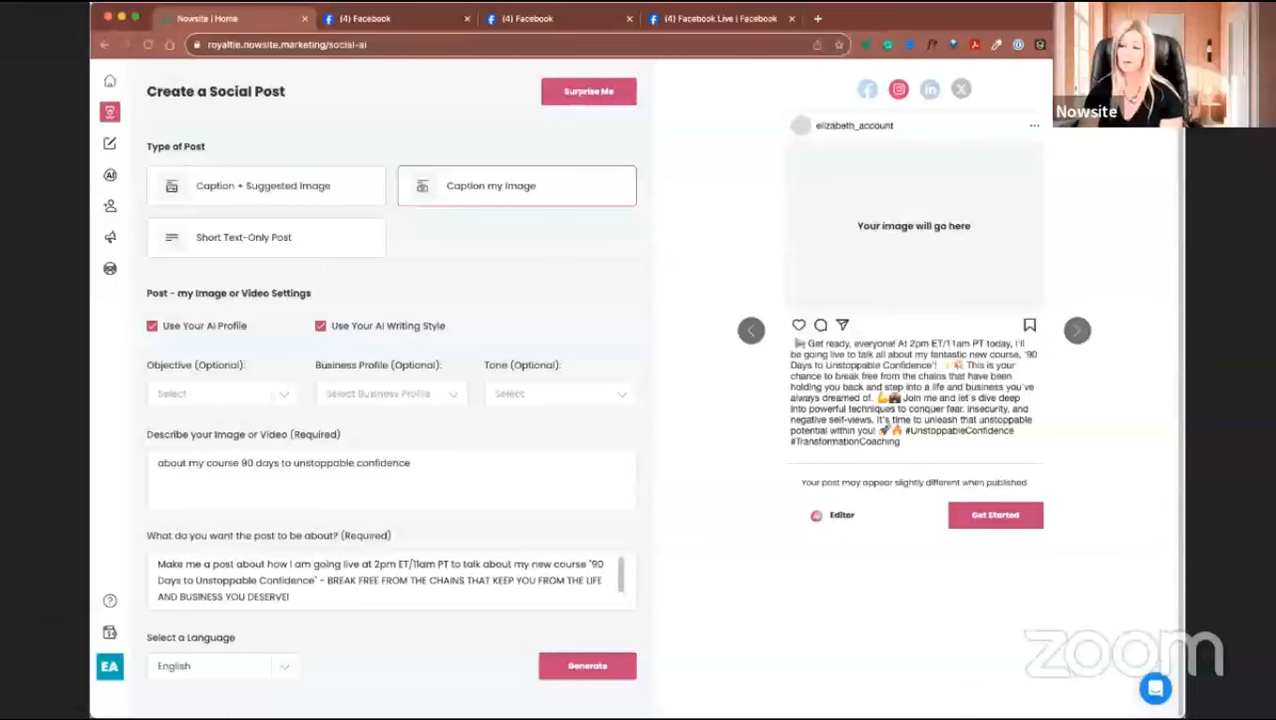 Nowsite | Home
(4) Facebook
(4) Facebook
(4) Facebook Live | Facebook
royaltie.nowsite.marketing/social-ai
Nowsite
Create a Social Post
Surprise Me
Type of Post
Caption + Suggested Image
Caption my Image
Short Text-Only Post
Post - my Image or Video Settings
Use Your AI Profile
Use Your AI Writing Style
Objective (Optional):
Business Profile (Optional):
Tone (Optional):
Select
Select Business Profile
Select
Describe your Image or Video (Required)
about my course 90 days to unstoppable confidence
What do you want the post to be about? (Required)
Make me a post about how I am going live at 2pm ET/11am PT to talk about my new course "90
Days to Unstoppable Confidence" - BREAK FREE FROM THE CHAINS THAT KEEP YOU FROM THE LIFE
AND BUSINESS YOU DESERVE!
Select a Language
English
Generate
EA
elizabeth_account
Your image will go here
Get ready, everyone! At 2pm ET/11am PT today, I'll
be going live to talk all about my fantastic new course, '90
Days to Unstoppable Confidence'! This is your
chance to break free from the chains that have been
holding you back and step into a life and business you've
always dreamed of. Join me and let's dive deep
into powerful techniques to conquer fear, insecurity, and
negative self-views. It's time to unleash that unstoppable
potential within you! #UnstoppableConfidence
#TransformationCoaching
Your post may appear slightly different when published
Editor
Get Started
zoom